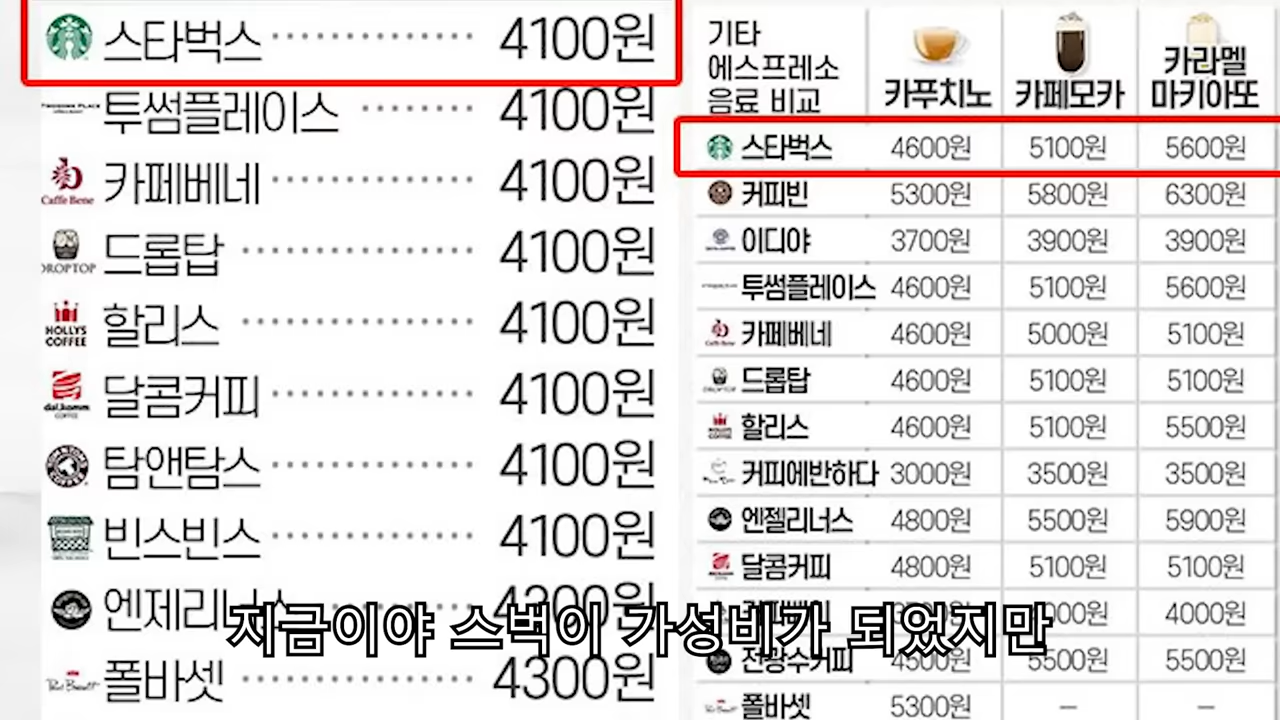 스타벅스 4100원
투썸플레이스 4100원
카페베네 4100원
Caffe Bene
드롭탑 4100원
DROPTOP
할리스 4100원
HOLLYS
COFFEE
달콤커피 4100원
dal.komm
COFFEE
탐앤탐스 4100원
빈스빈스 4100원
엔제리너스 4300원
폴바셋 4300원
기타
에스프레소
음료 비교
카푸치노 카페모카 카라멜
마키아또
스타벅스 4600원 5100원 5600원
커피빈 5300원 5800원 6300원
이디야 3700원 3900원 3900원
투썸플레이스 4600원 5100원 5600원
카페베네 4600원 5000원 5100원
드롭탑 4600원 5100원 5100원
할리스 4600원 5100원 5500원
커피에반하다 3000원 3500원 3500원
엔젤리너스 4800원 5500원 5900원
달콤커피 4800원 5100원 5100원
4000원
전광수커피 4500원 5500원 5500원
폴바셋 5300원 – –
지금이야 스벅이 가성비가 되었지만